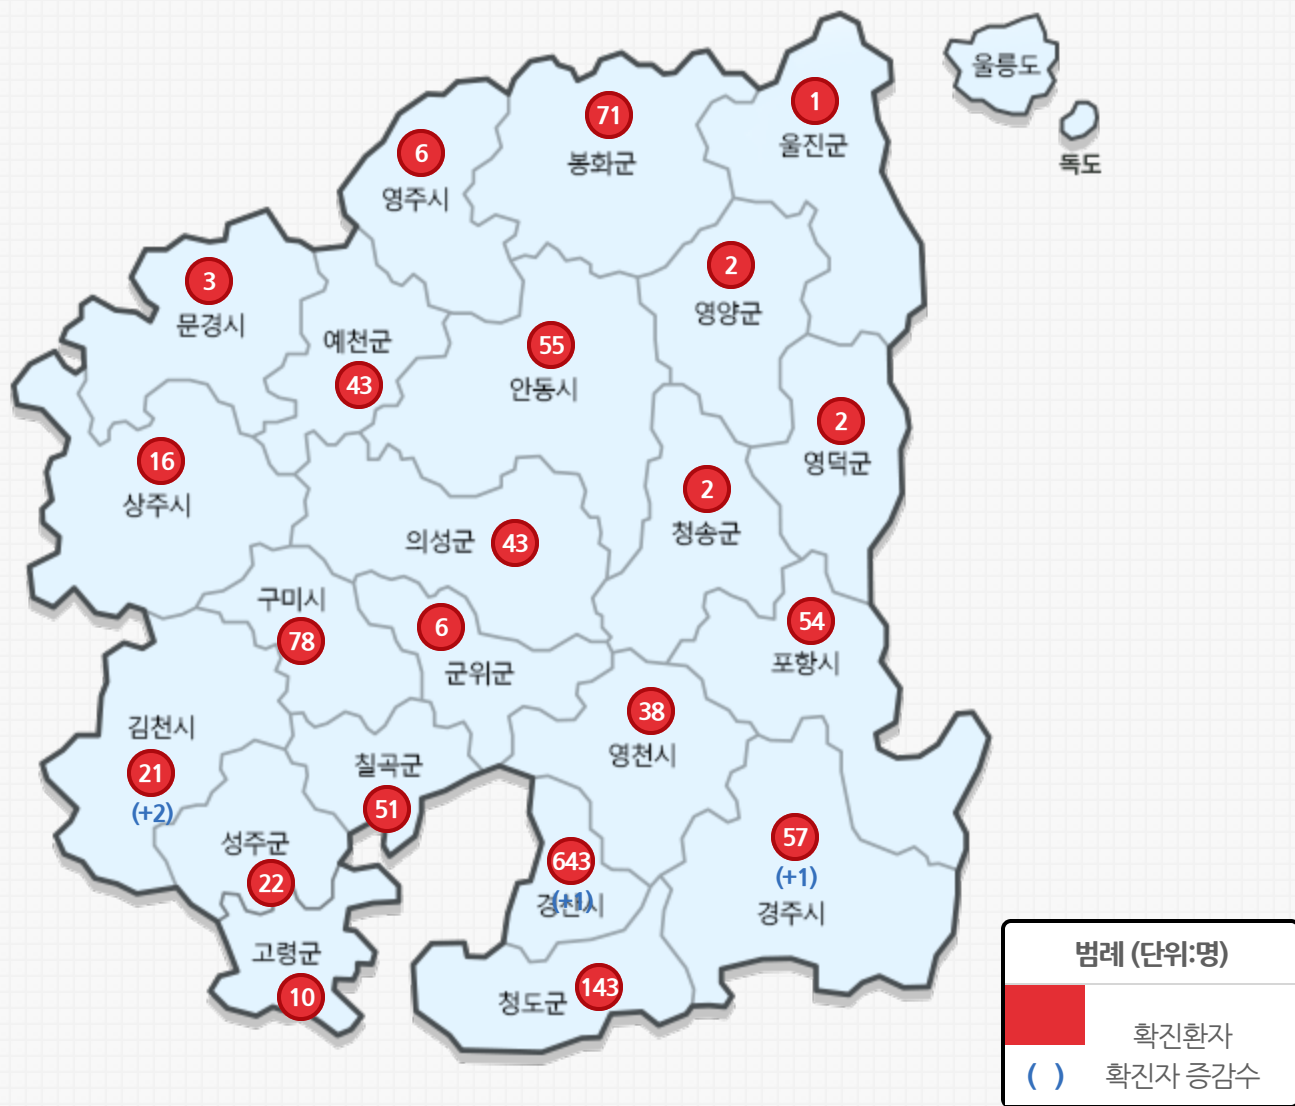 울릉도
독도
1
울진군
71
봉화군
6
영주시
2
영양군
3
문경시
예천군
43
55
안동시
2
영덕군
16
상주시
2
청송군
의성군
43
구미시
78
6
군위군
54
포항시
38
영천시
김천시
21
(+2)
칠곡군
51
성주군
22
643
(+1)
경산시
57
(+1)
경주시
고령군
10
청도군
143
범례 (단위:명)
확진환자
( ) 확진자 증감수